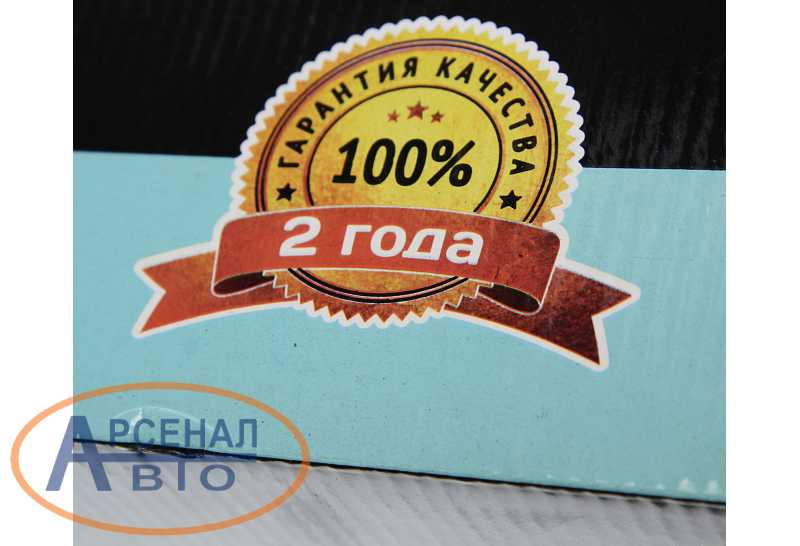 ГАРАНТИЯ КАЧЕСТВА
100%
2 года
АРСЕНАЛ
АВТО